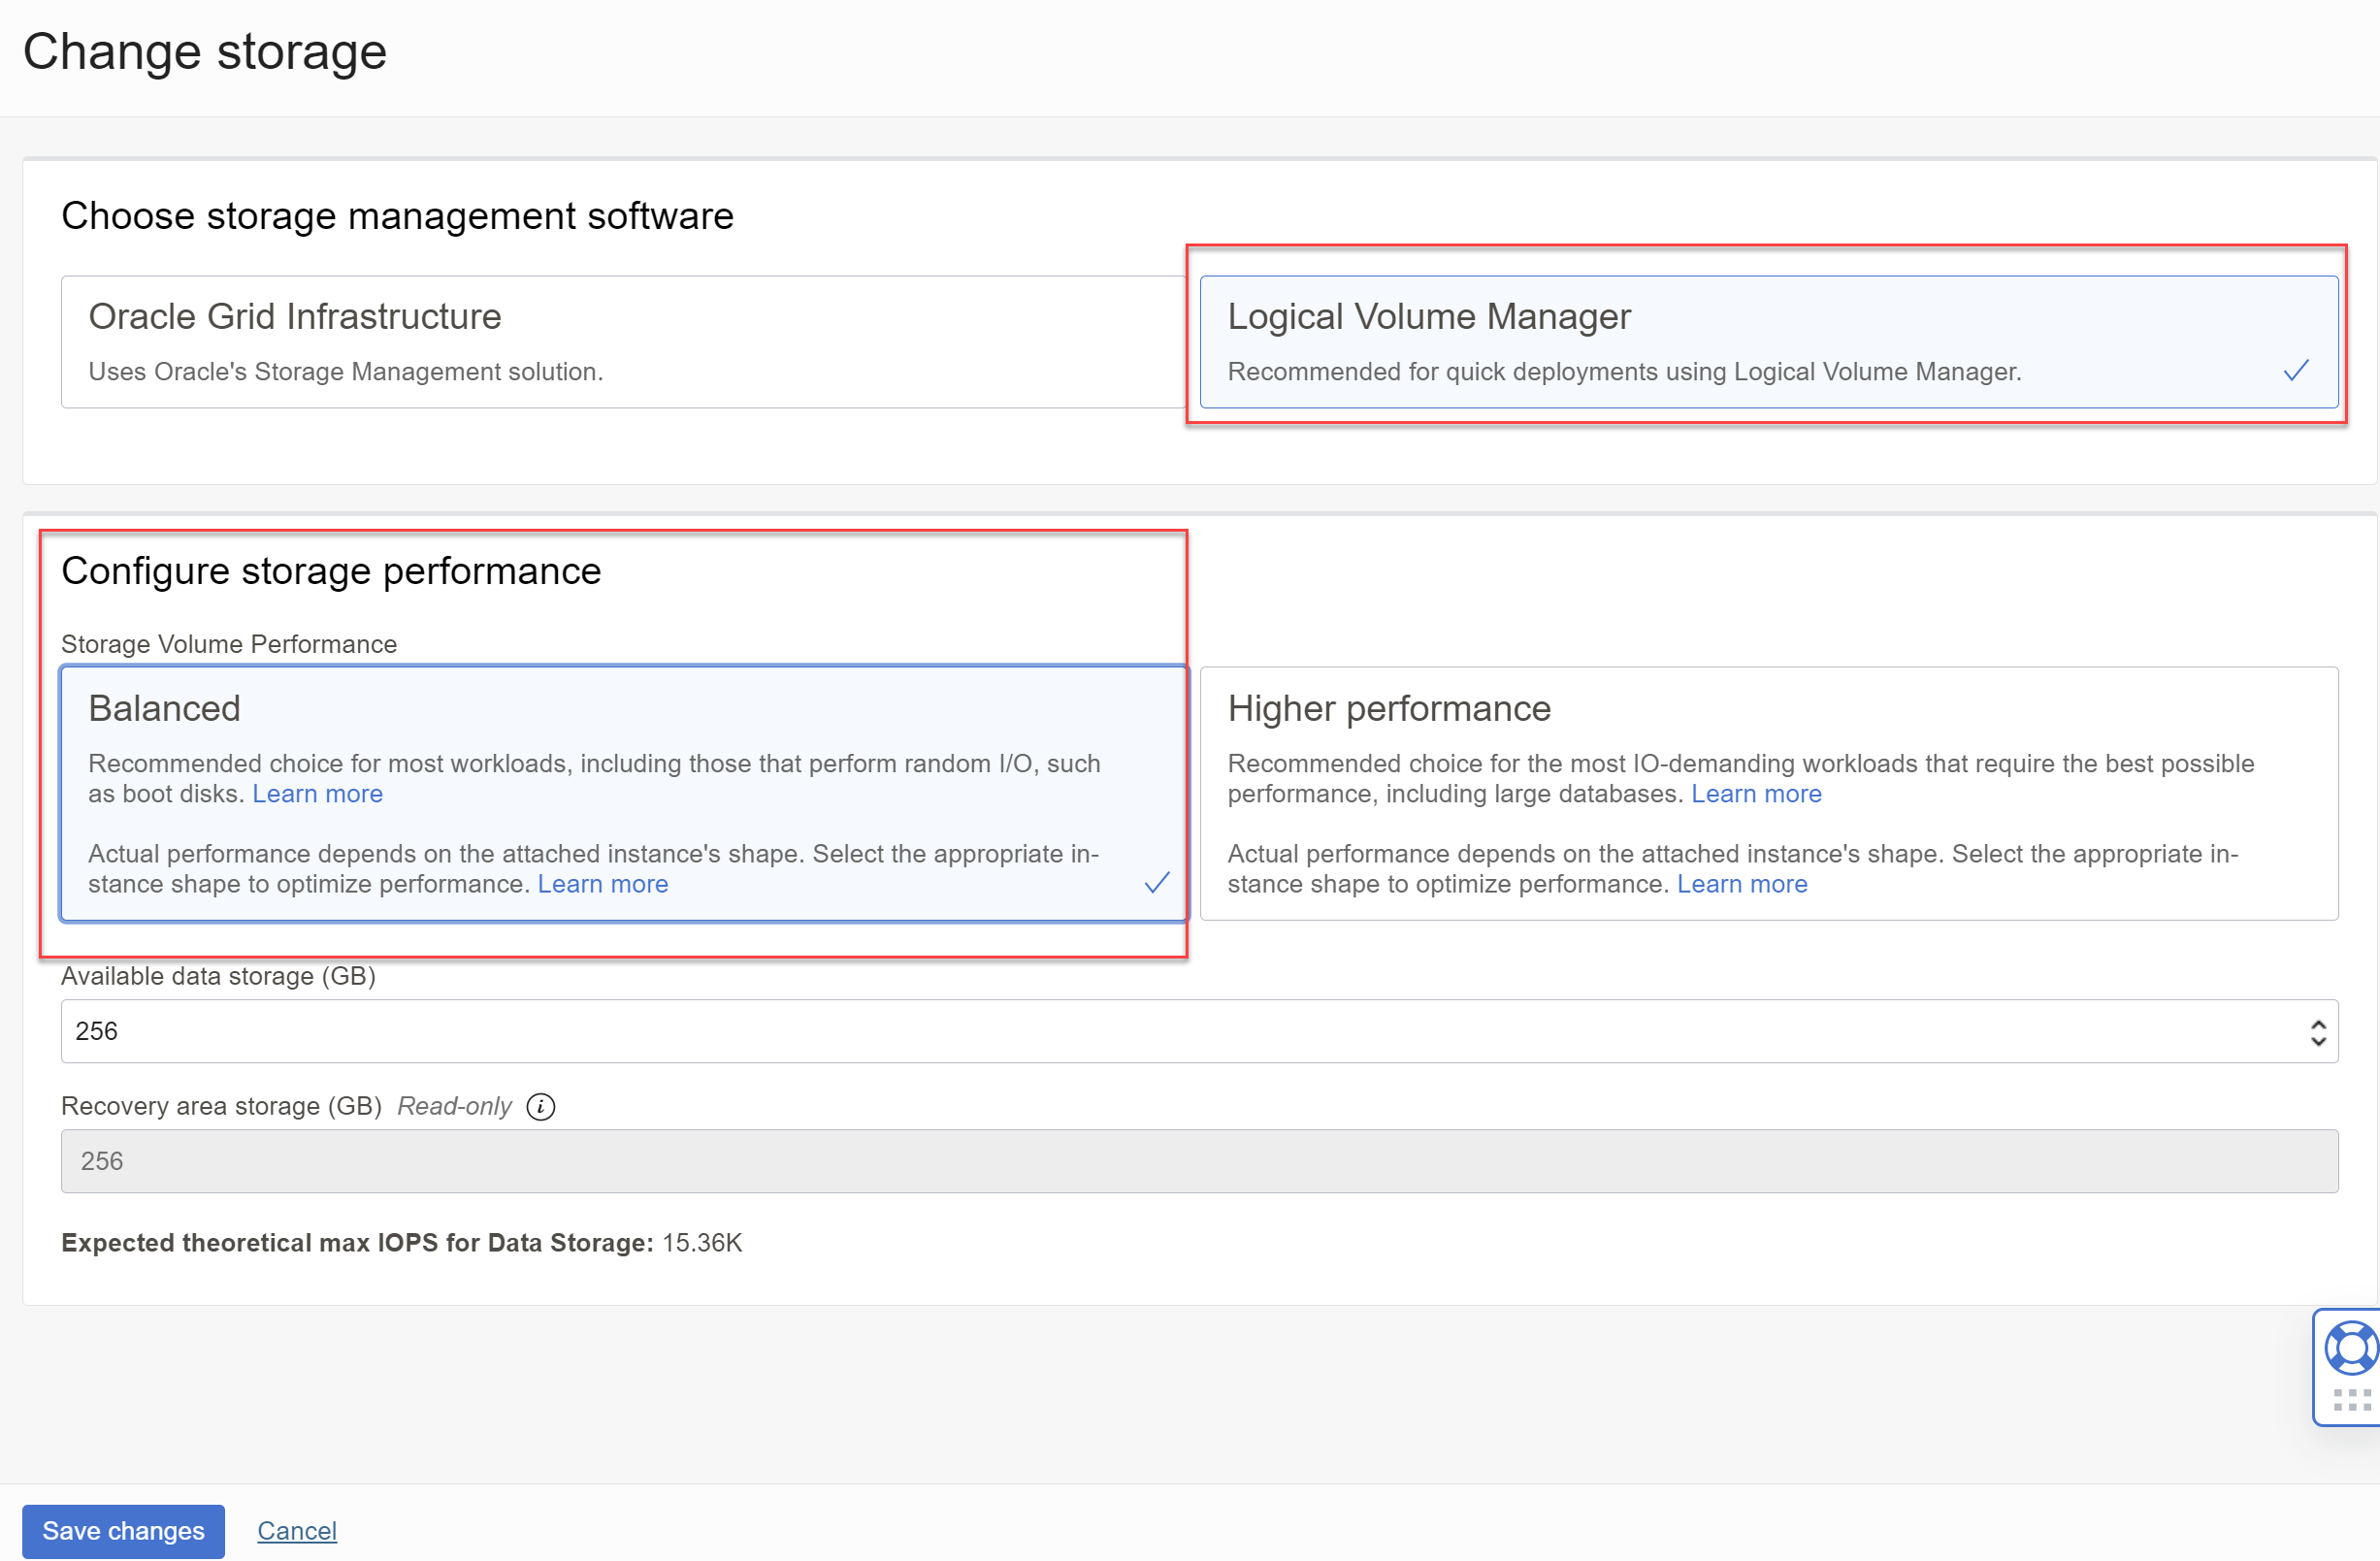 Change storage
Choose storage management software
Oracle Grid Infrastructure
Uses Oracle's Storage Management solution.
Logical Volume Manager
Recommended for quick deployments using Logical Volume Manager.
Configure storage performance
Storage Volume Performance
Balanced
Recommended choice for most workloads, including those that perform random I/O, such
as boot disks. Learn more
Actual performance depends on the attached instance's shape. Select the appropriate in-
stance shape to optimize performance. Learn more
Higher performance
Recommended choice for the most IO-demanding workloads that require the best possible
performance, including large databases. Learn more
Actual performance depends on the attached instance's shape. Select the appropriate in-
stance shape to optimize performance. Learn more
Available data storage (GB)
256
Recovery area storage (GB) Read-only
256
Expected theoretical max IOPS for Data Storage: 15.36K
Save changes
Cancel